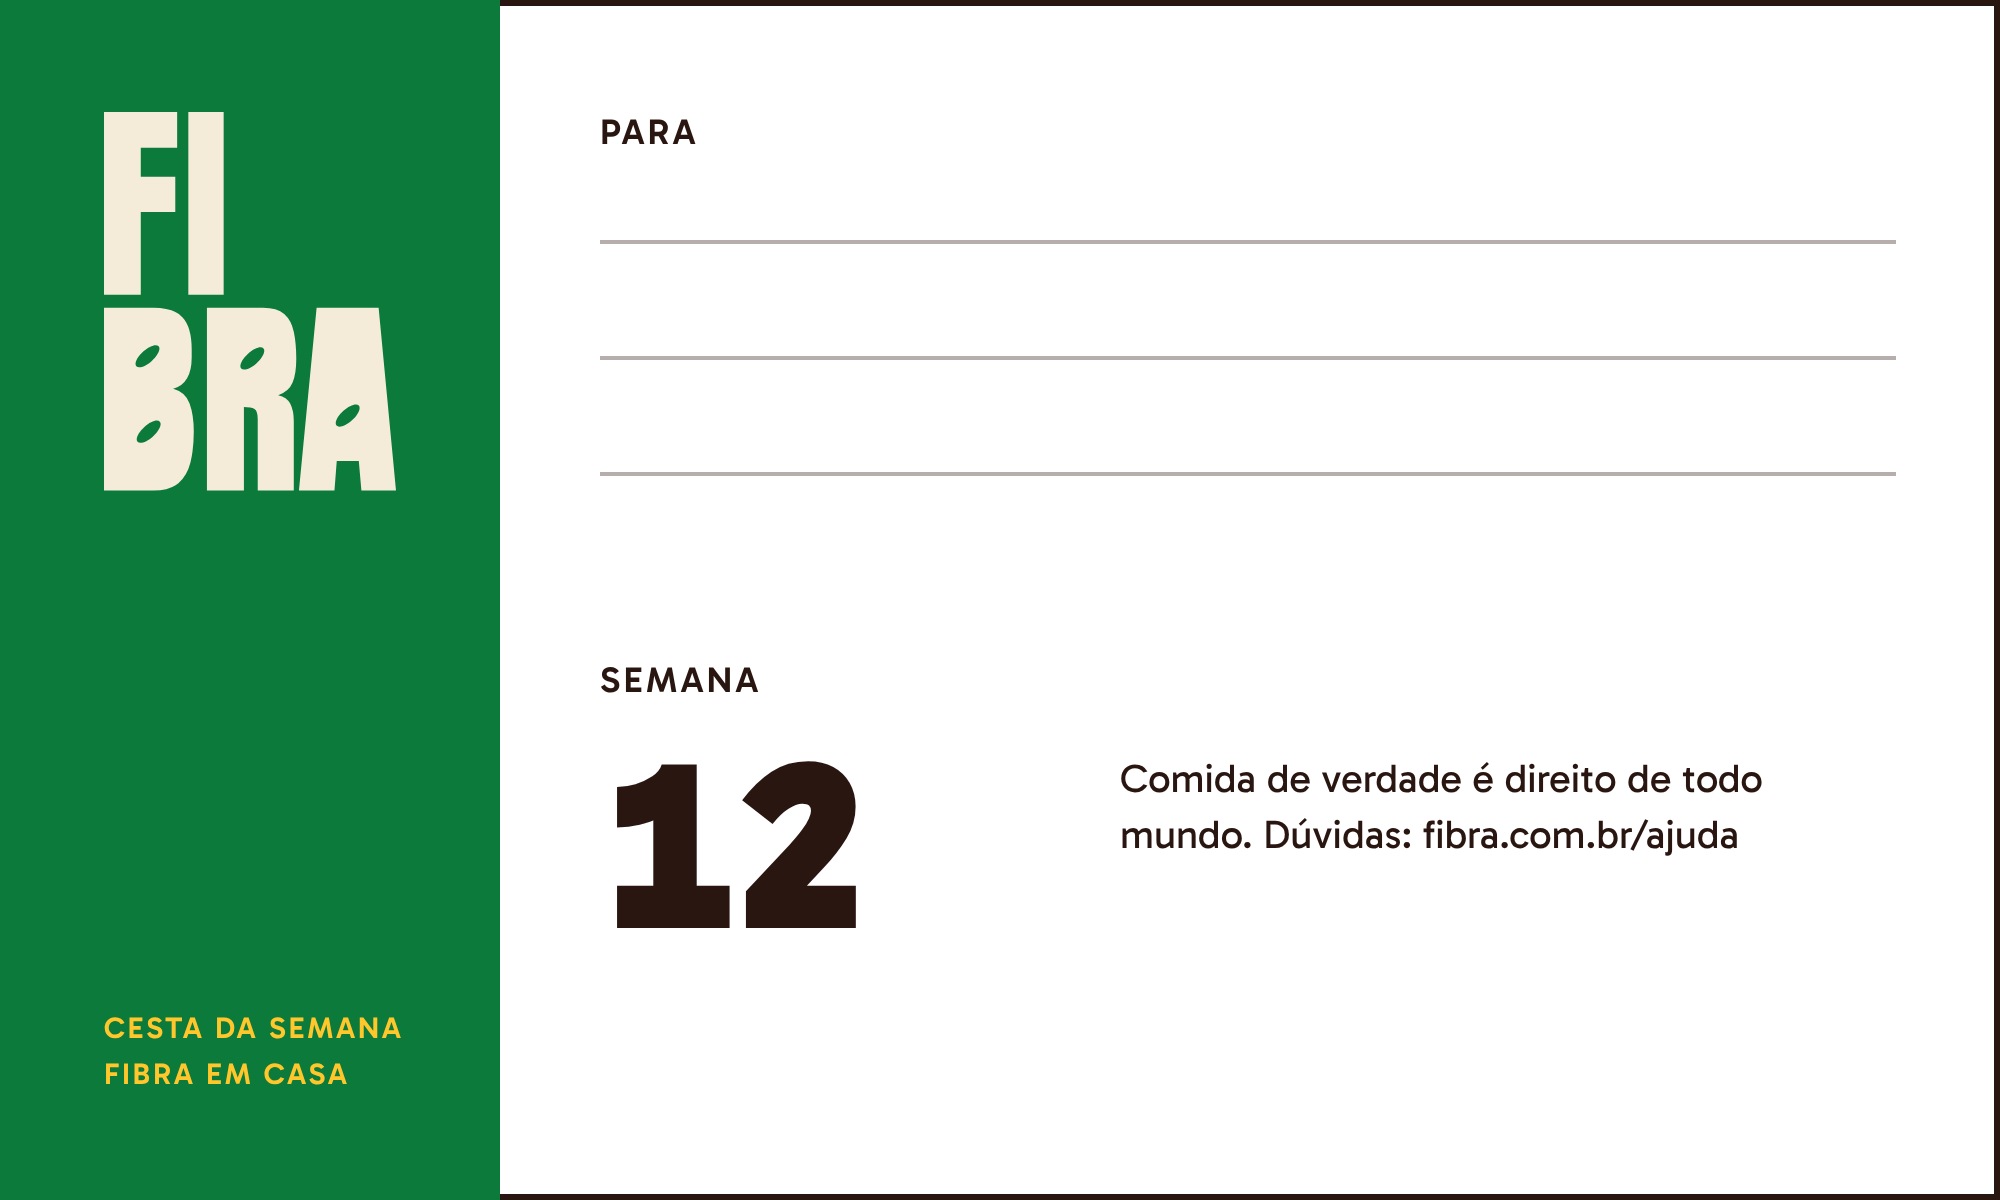 FI
BRA
CESTA DA SEMANA
FIBRA EM CASA
PARA
SEMANA
12
Comida de verdade é direito de todo
mundo. Dúvidas: fibra.com.br/ajuda